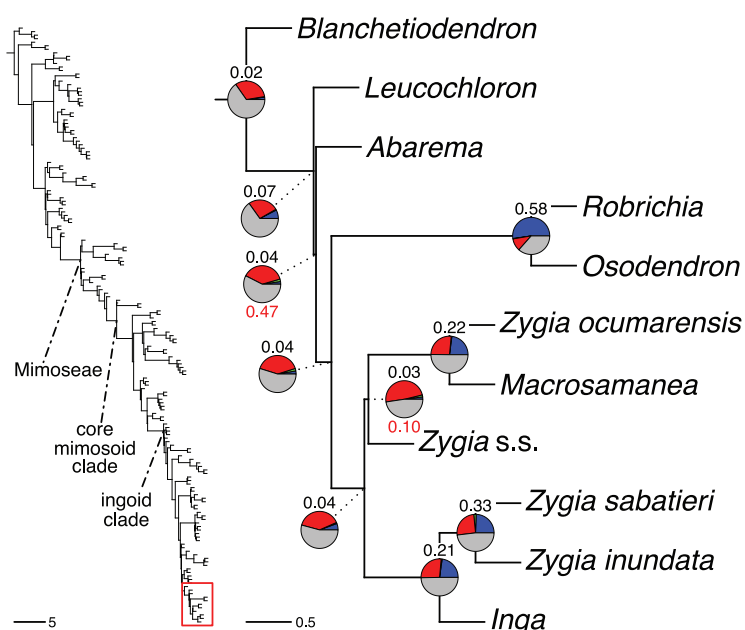 Blanchetiodendron
0.02
Leucochloron
Abarema
0.07
0.58
Robrichia
0.04
Osodendron
0.47
0.22
Zygia ocumarensis
0.04
Mimoseae
0.03
Macrosamanea
0.10
core
mimosoid
clade
Zygia s.s.
ingoid
clade
0.04
0.33
Zygia sabatieri
0.21
Zygia inundata
Inga
5
0.5